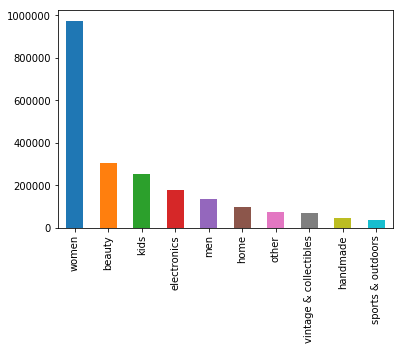 1000000
800000
600000
400000
200000
0
women
beauty
kids
electronics
men
home
other
vintage & collectibles
handmade
sports & outdoors